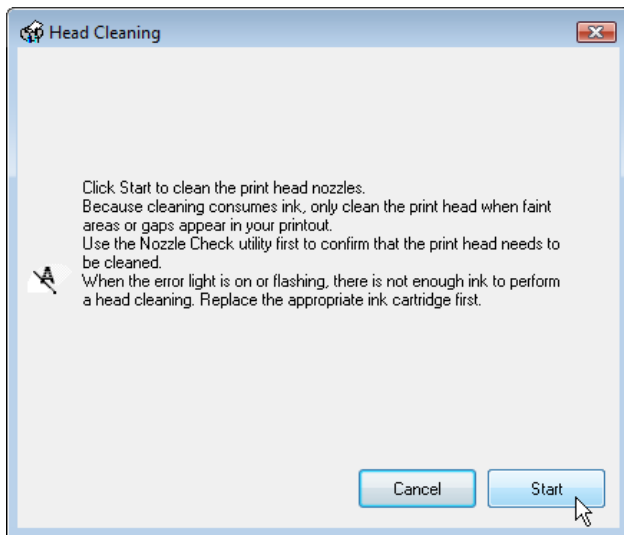 Head Cleaning
Click Start to clean the print head nozzles.
Because cleaning consumes ink, only clean the print head when faint
areas or gaps appear in your printout.
Use the Nozzle Check utility first to confirm that the print head needs to
be cleaned.
When the error light is on or flashing, there is not enough ink to perform
a head cleaning. Replace the appropriate ink cartridge first.
Cancel
Start